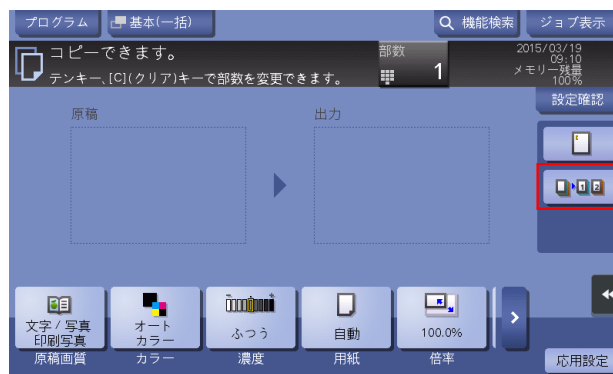 プログラム
基本(一括)
機能検索
ジョブ表示
コピーできます。
テンキー、[C](クリア)キーで部数を変更できます。
部数
1
2015/03/19
09:10
メモリー残量
100%
設定確認
原稿
出力
1 2
文字/写真
印刷写真
オート
カラー
ふつう
自動
100.0%
原稿画質
カラー
濃度
用紙
倍率
応用設定